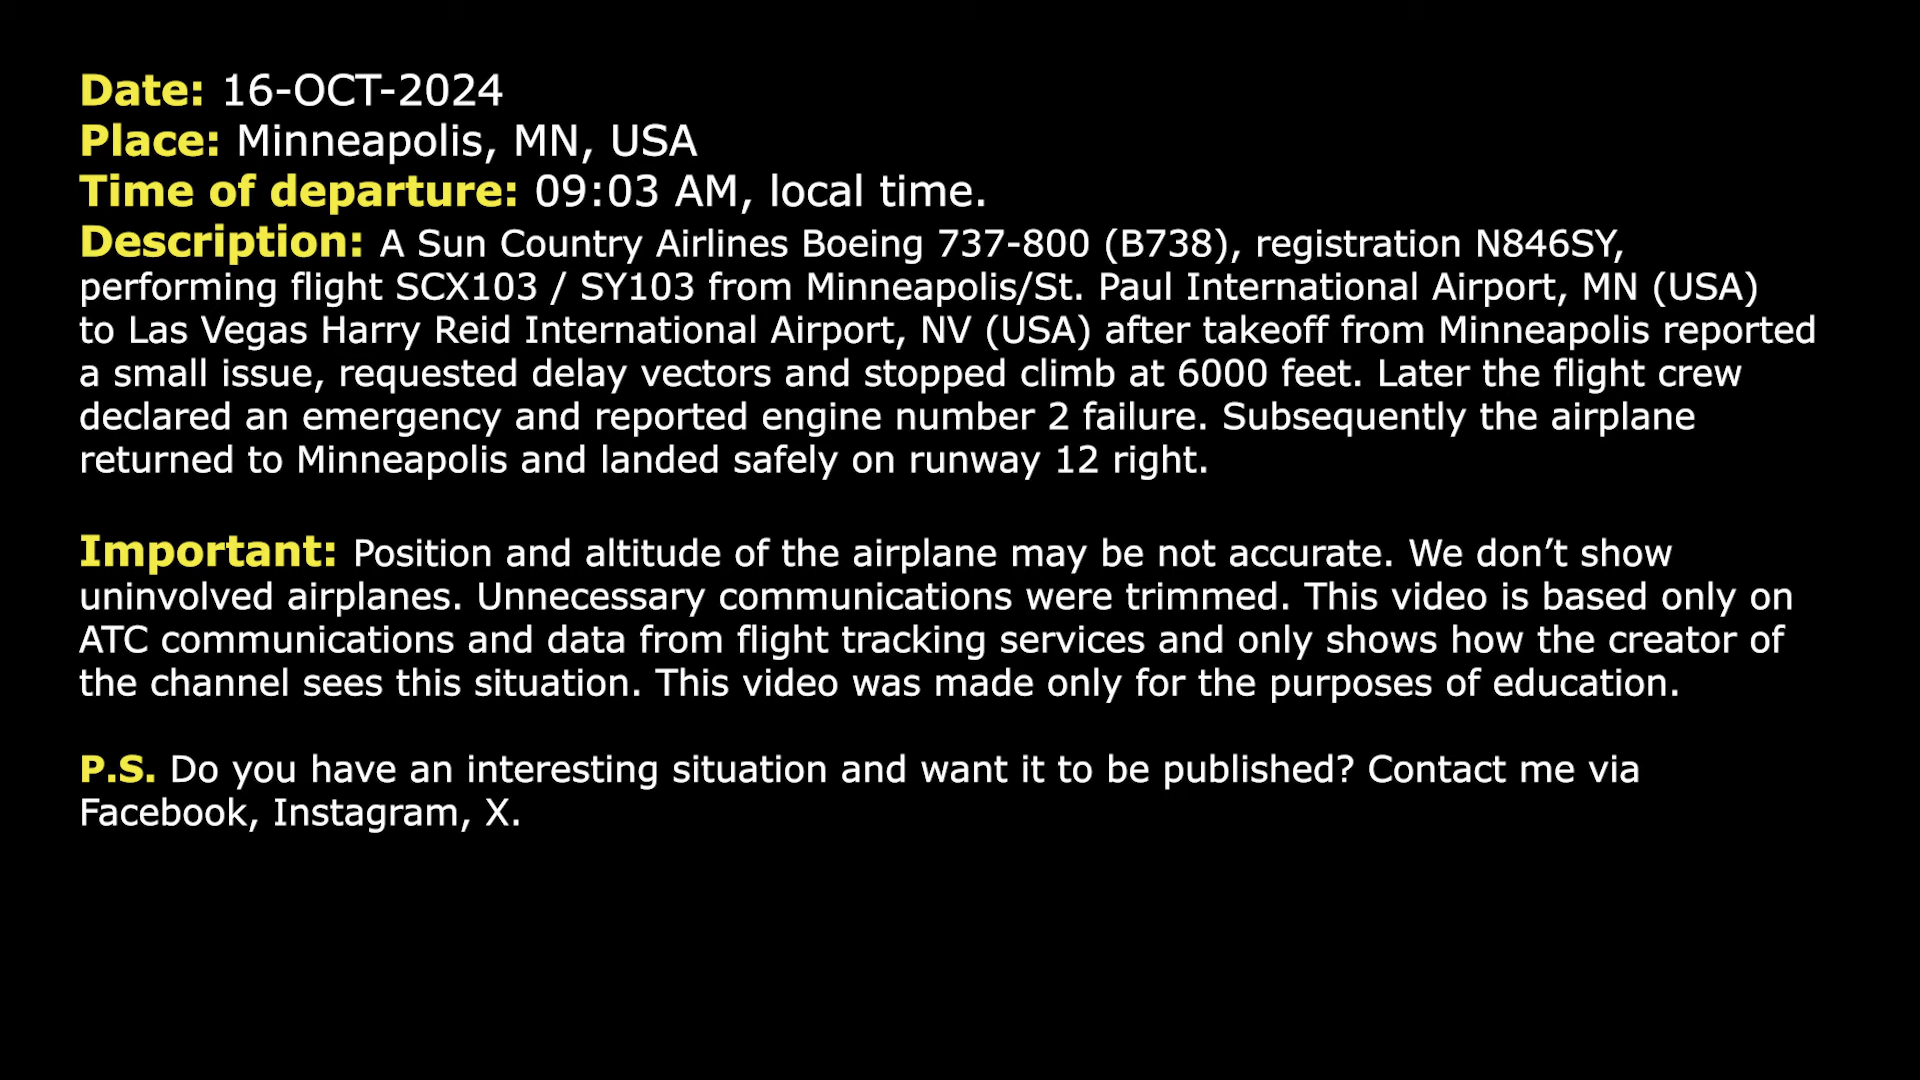 Date: 16-OCT-2024
Place: Minneapolis, MN, USA
Time of departure: 09:03 AM, local time.
Description: A Sun Country Airlines Boeing 737-800 (B738), registration N846SY,
performing flight SCX103 / SY103 from Minneapolis/St. Paul International Airport, MN (USA)
to Las Vegas Harry Reid International Airport, NV (USA) after takeoff from Minneapolis reported
a small issue, requested delay vectors and stopped climb at 6000 feet. Later the flight crew
declared an emergency and reported engine number 2 failure. Subsequently the airplane
returned to Minneapolis and landed safely on runway 12 right.
Important: Position and altitude of the airplane may be not accurate. We don’t show
uninvolved airplanes. Unnecessary communications were trimmed. This video is based only on
ATC communications and data from flight tracking services and only shows how the creator of
the channel sees this situation. This video was made only for the purposes of education.
P.S. Do you have an interesting situation and want it to be published? Contact me via
Facebook, Instagram, X.